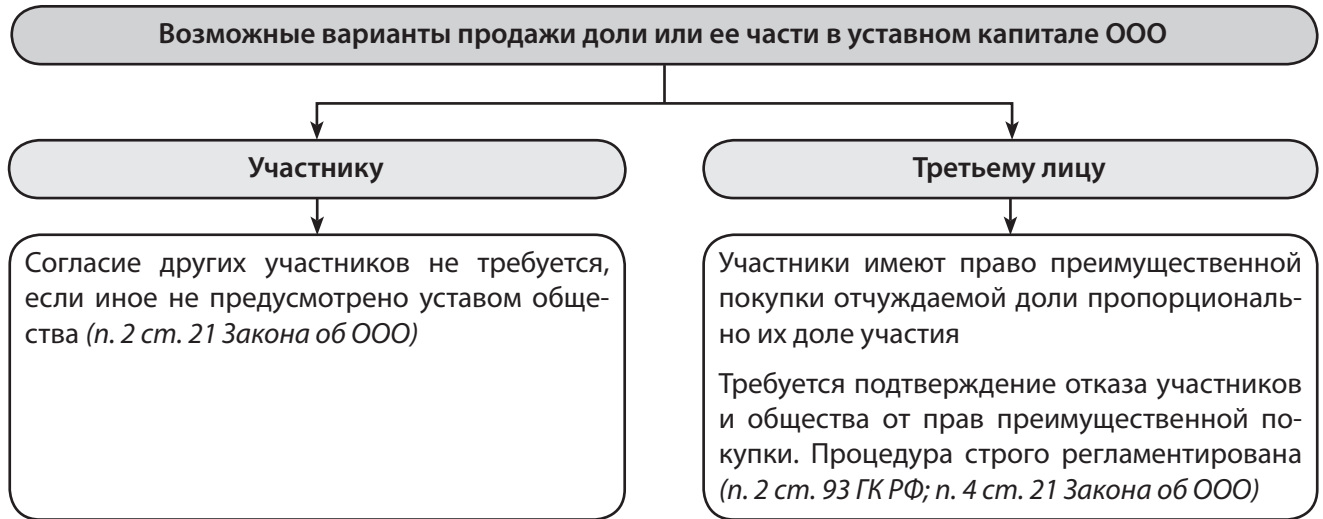 Возможные варианты продажи доли или ее части в уставном капитале ООО
Участнику
Согласие других участников не требуется,
если иное не предусмотрено уставом обще-
ства (п. 2 ст. 21 Закона об ООО)
Третьему лицу
Участники имеют право преимущественной
покупки отчуждаемой доли пропорциональ-
но их доле участия
Требуется подтверждение отказа участников
и общества от прав преимущественной по-
купки. Процедура строго регламентирована
(п. 2 ст. 93 ГК РФ; п. 4 ст. 21 Закона об ООО)